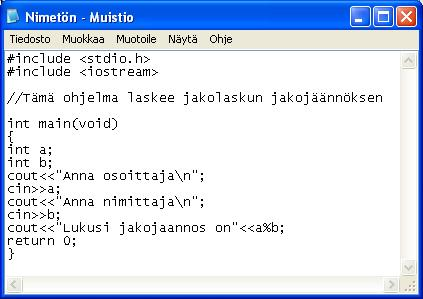 Nimetön - Muistio
Tiedosto Muokkaa Muotoile Näytä Ohje
#include <stdio.h>
#include <iostream>
//Tämä ohjelma laskee jakolaskun jakojäännöksen
int main(void)
{
int a;
int b;
cout<<"Anna osoittaja\n";
cin>>a;
cout<<"Anna nimittaja\n";
cin>>b;
cout<<"Lukusi jakojaannos on"<<a%b;
return 0;
}